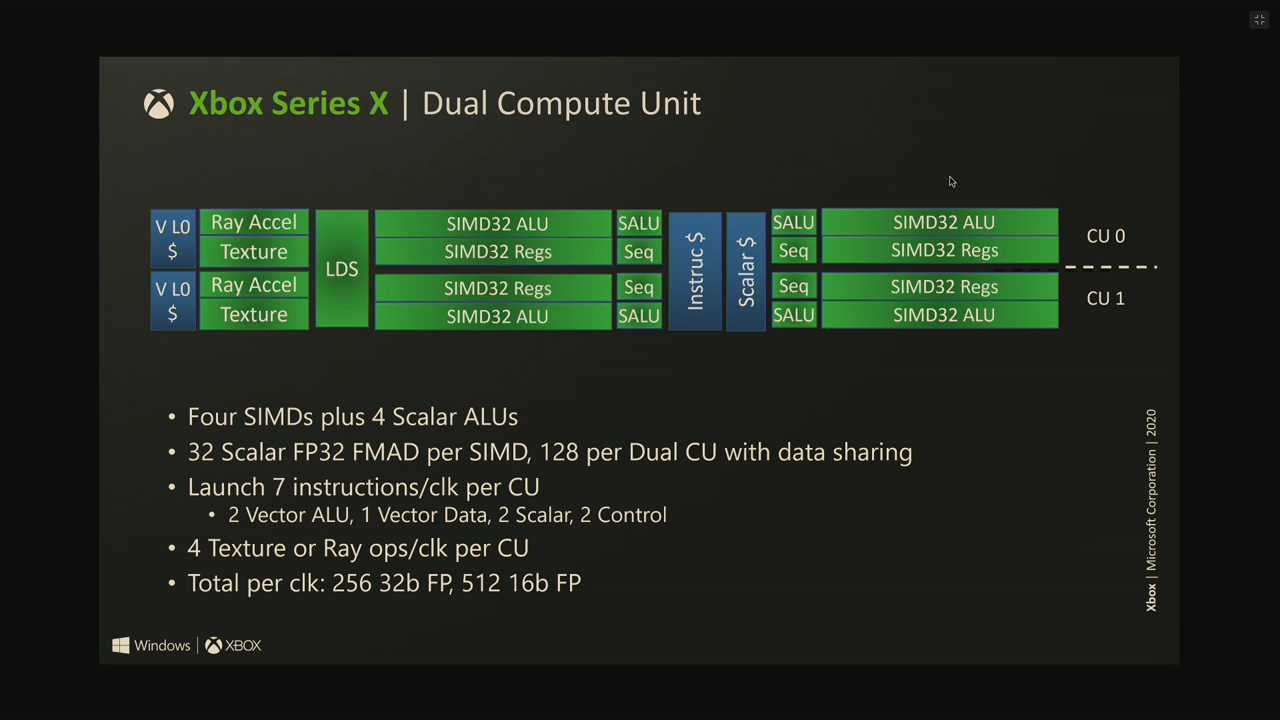 Xbox Series X | Dual Compute Unit
V L0 $
Ray Accel
Texture
V L0 $
Ray Accel
Texture
LDS
SIMD32 ALU
SIMD32 Regs
SIMD32 Regs
SIMD32 ALU
SALU
Seq
Seq
SALU
Instruc $
Scalar $
SALU
Seq
Seq
SALU
SIMD32 ALU
SIMD32 Regs
SIMD32 Regs
SIMD32 ALU
CU 0
CU 1
• Four SIMDs plus 4 Scalar ALUs
• 32 Scalar FP32 FMAD per SIMD, 128 per Dual CU with data sharing
• Launch 7 instructions/clk per CU
• 2 Vector ALU, 1 Vector Data, 2 Scalar, 2 Control
• 4 Texture or Ray ops/clk per CU
• Total per clk: 256 32b FP, 512 16b FP
Xbox | Microsoft Corporation | 2020
Windows | XBOX